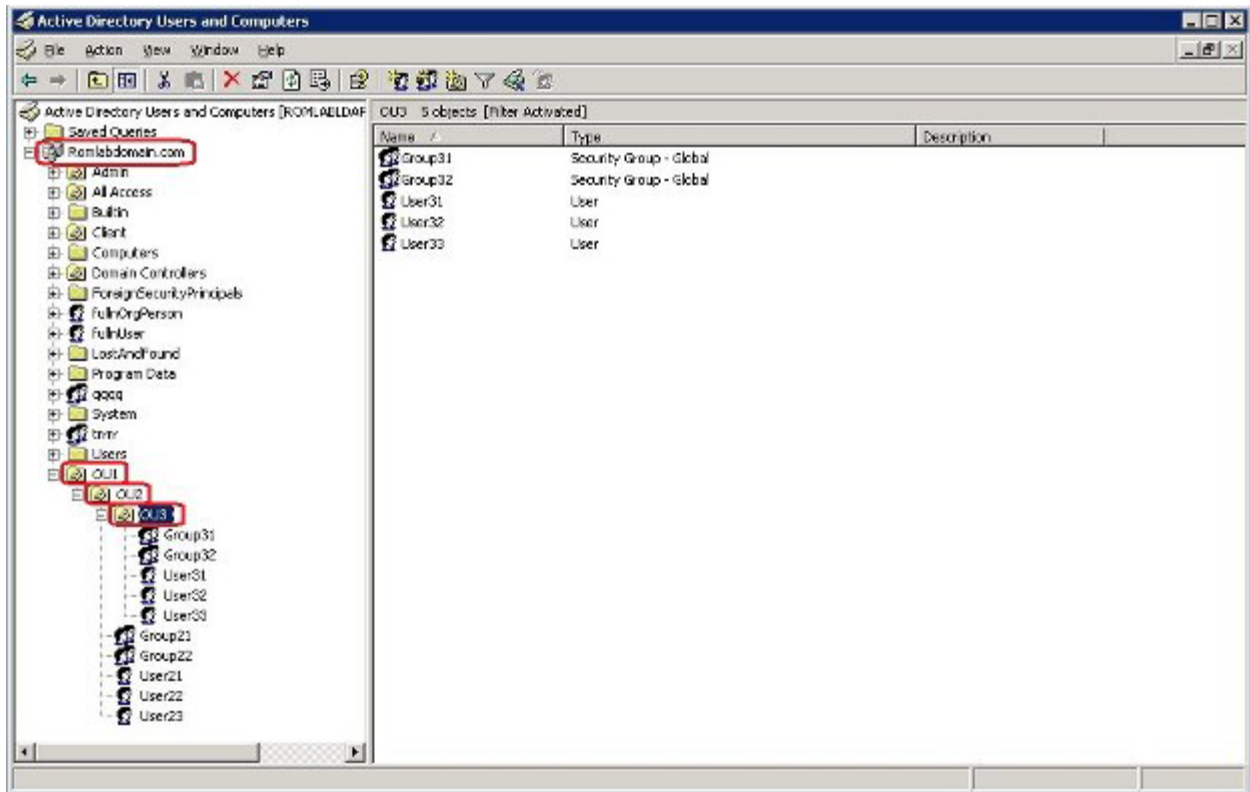 Active Directory Users and Computers
File Action View Window Help
Active Directory Users and Computers [ROMLABLDAP
Saved Queries
Romlabdomain.com
Admin
All Access
Builtin
Client
Computers
Domain Controllers
ForeignSecurityPrincipals
fullnOrgPerson
fullnUser
LostAndFound
Program Data
qqqq
System
Users
OU1
OU2
OU3
Group31
Group32
User31
User32
User33
Group21
Group22
User21
User22
User23
OU3 5 objects [Filter Activated]
Name Type Description
Group31 Security Group - Global
Group32 Security Group - Global
User31 User
User32 User
User33 User